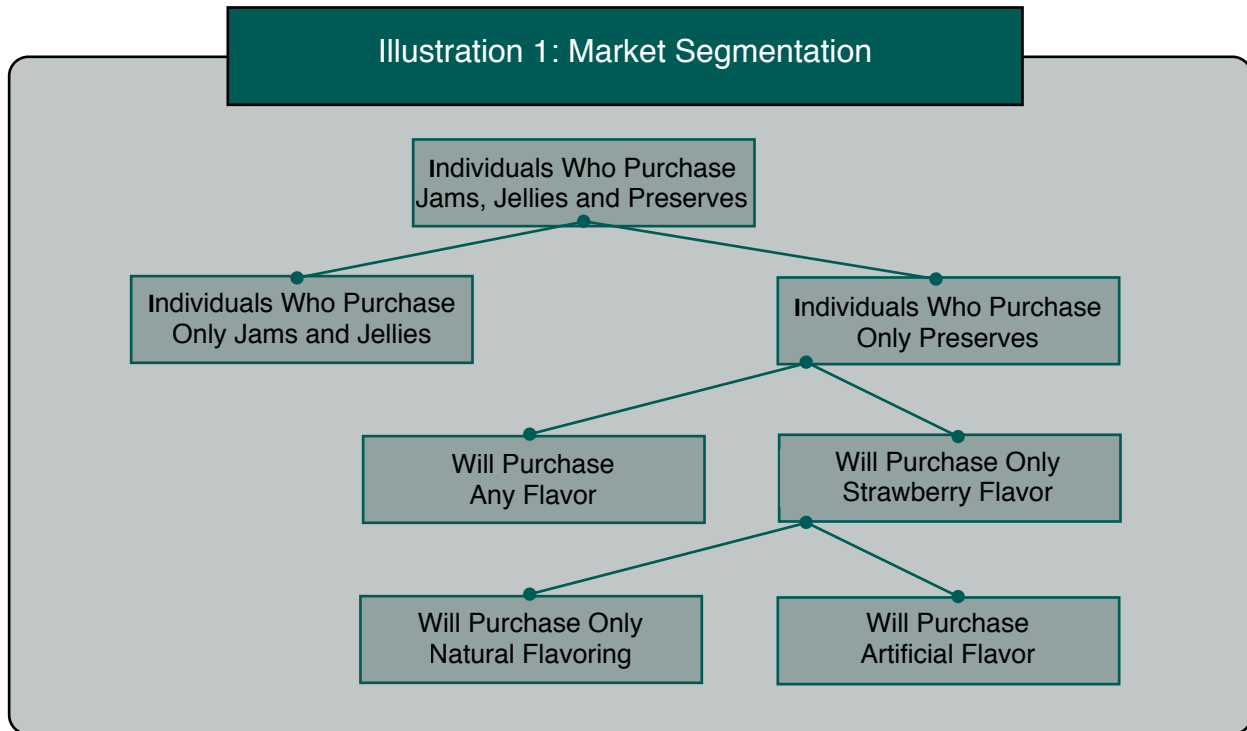 Illustration 1: Market Segmentation
Individuals Who Purchase
Jams, Jellies and Preserves
Individuals Who Purchase
Only Jams and Jellies
Individuals Who Purchase
Only Preserves
Will Purchase
Any Flavor
Will Purchase Only
Strawberry Flavor
Will Purchase Only
Natural Flavoring
Will Purchase
Artificial Flavor